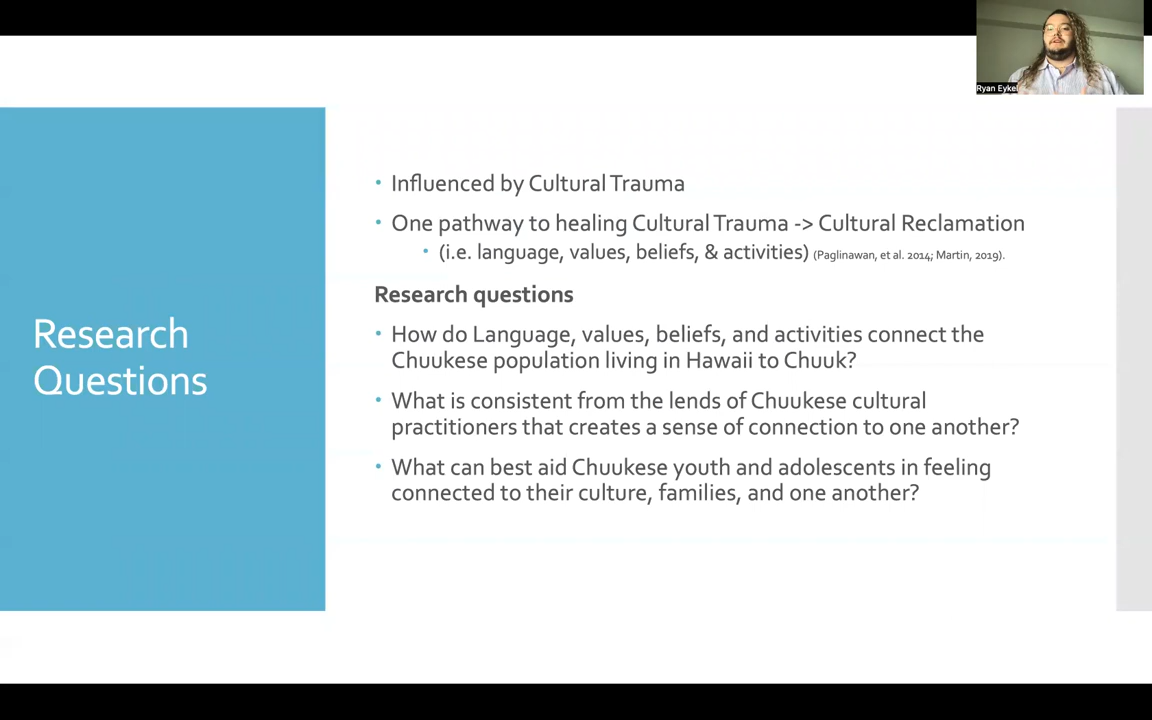 Ryan Eykel
Research
Questions
• Influenced by Cultural Trauma
• One pathway to healing Cultural Trauma -> Cultural Reclamation
• (i.e. language, values, beliefs, & activities) (Paglinawan, et al. 2014; Martin, 2019).
Research questions
• How do Language, values, beliefs, and activities connect the
Chuukese population living in Hawaii to Chuuk?
• What is consistent from the lends of Chuukese cultural
practitioners that creates a sense of connection to one another?
• What can best aid Chuukese youth and adolescents in feeling
connected to their culture, families, and one another?